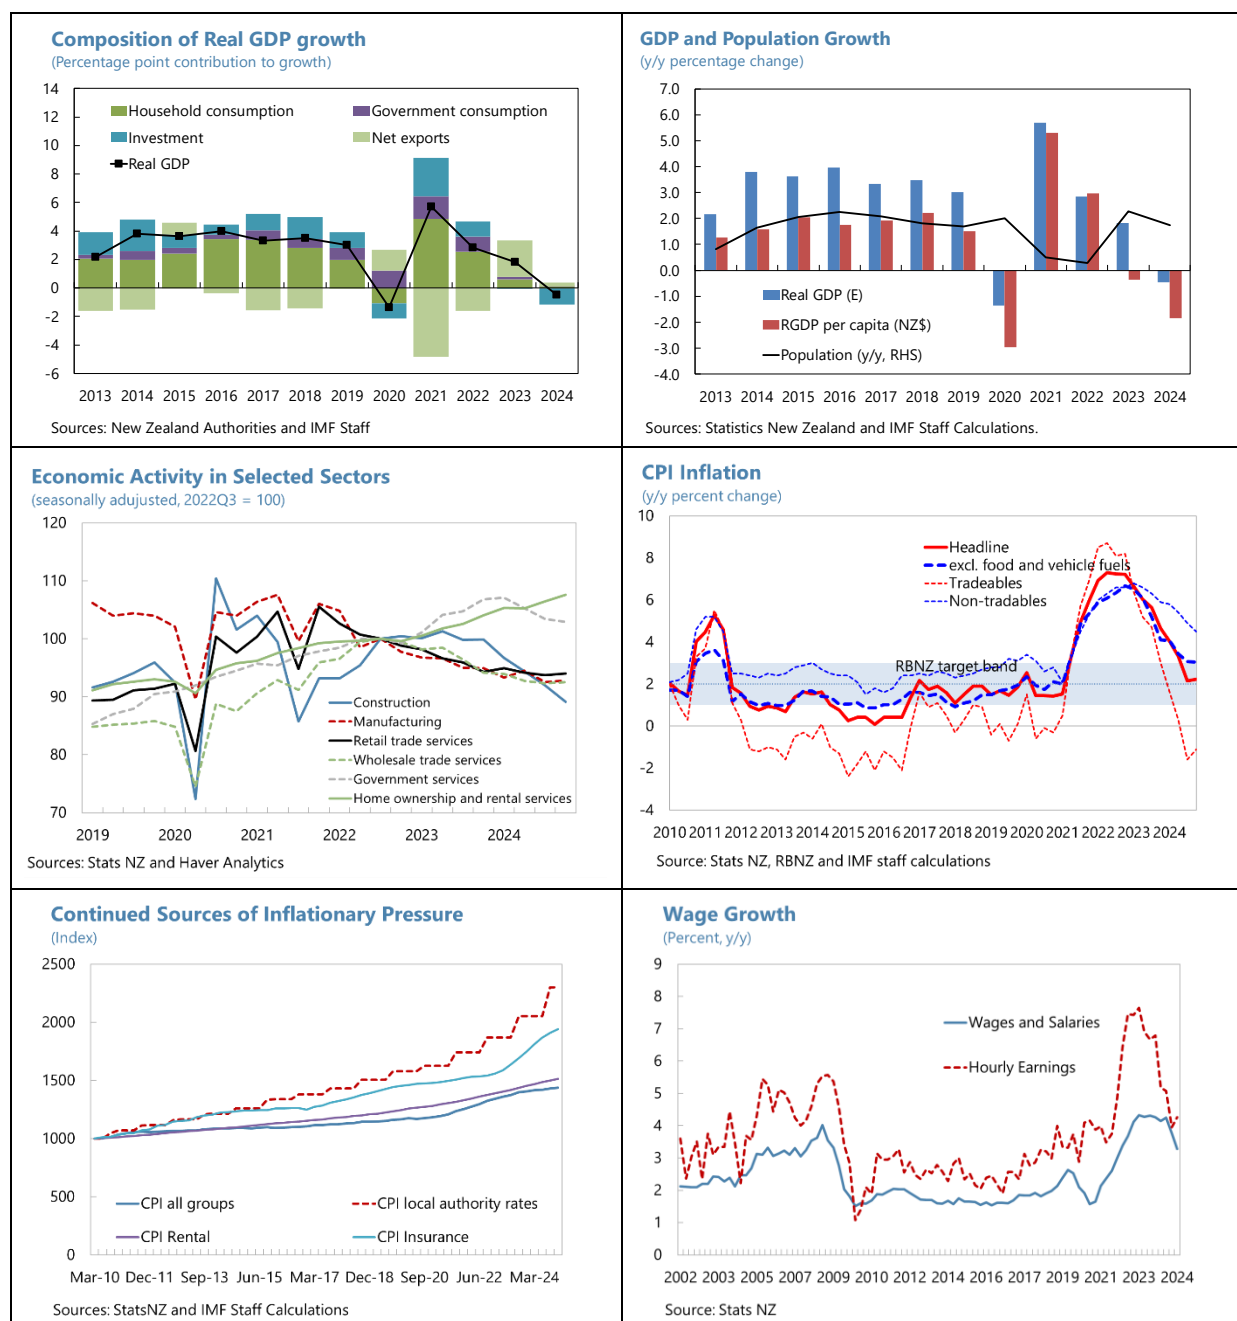 Composition of Real GDP growth
(Percentage point contribution to growth)
14
12
10
8
6
4
2
0
-2
-4
-6
Household consumption
Government consumption
Investment
Net exports
Real GDP
2013 2014 2015 2016 2017 2018 2019 2020 2021 2022 2023 2024
Sources: New Zealand Authorities and IMF Staff
GDP and Population Growth
(y/y percentage change)
7.0
6.0
5.0
4.0
3.0
2.0
1.0
0.0
-1.0
-2.0
-3.0
-4.0
Real GDP (E)
RGDP per capita (NZ$)
Population (y/y, RHS)
2013 2014 2015 2016 2017 2018 2019 2020 2021 2022 2023 2024
Sources: Statistics New Zealand and IMF Staff Calculations.
Economic Activity in Selected Sectors
(seasonally adjusted, 2022Q3 = 100)
120
110
100
90
80
70
Construction
Manufacturing
Retail trade services
Wholesale trade services
Government services
Home ownership and rental services
2019 2020 2021 2022 2023 2024
Sources: Stats NZ and Haver Analytics
CPI Inflation
(y/y percent change)
10
8
6
4
2
0
-2
-4
Headline
excl. food and vehicle fuels
Tradeables
Non-tradables
RBNZ target band
2010 2011 2012 2013 2014 2015 2016 2017 2018 2019 2020 2021 2022 2023 2024
Source: Stats NZ, RBNZ and IMF staff calculations
Continued Sources of Inflationary Pressure
(Index)
2500
2000
1500
1000
500
0
CPI all groups
CPI local authority rates
CPI Rental
CPI Insurance
Mar-10 Dec-11 Sep-13 Jun-15 Mar-17 Dec-18 Sep-20 Jun-22 Mar-24
Sources: StatsNZ and IMF Staff Calculations
Wage Growth
(Percent, y/y)
9
8
7
6
5
4
3
2
1
0
Wages and Salaries
Hourly Earnings
2002 2003 2005 2007 2009 2010 2012 2014 2016 2017 2019 2021 2023 2024
Source: Stats NZ